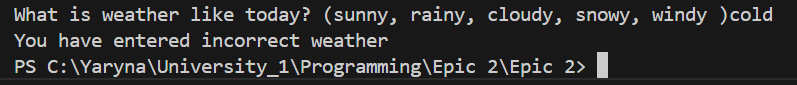 What is weather like today? (sunny, rainy, cloudy, snowy, windy )cold
You have entered incorrect weather
PS C:\Yaryna\University_1\Programming\Epic 2\Epic 2>